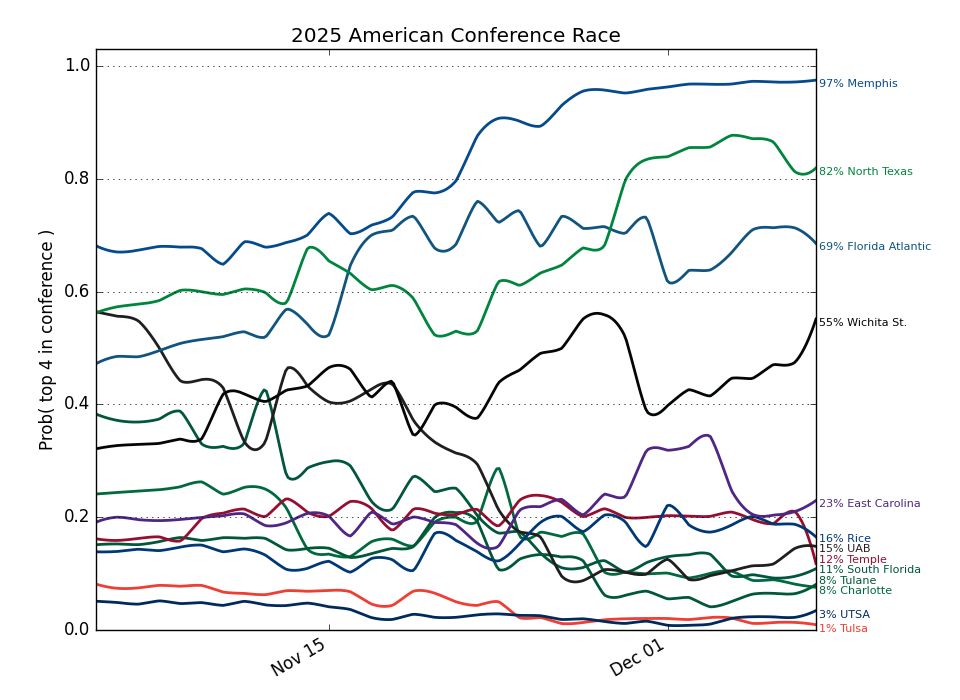 2025 American Conference Race
Prob( top 4 in conference )
1.0
0.8
0.6
0.4
0.2
0.0
Nov 15
Dec 01
97% Memphis
82% North Texas
69% Florida Atlantic
55% Wichita St.
23% East Carolina
16% Rice
15% UAB
12% Temple
11% South Florida
8% Tulane
8% Charlotte
3% UTSA
1% Tulsa